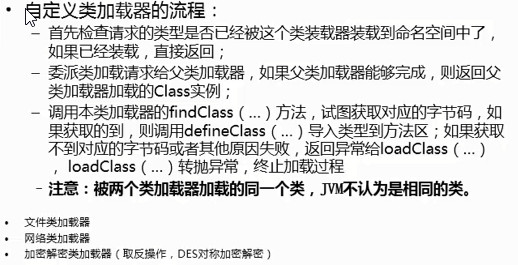 • 自定义类加载器的流程：
– 首先检查请求的类型是否已经被这个类装载器装载到命名空间中了，
如果已经装载，直接返回；
– 委派类加载请求给父类加载器，如果父类加载器能够完成，则返回父
类加载器加载的Class实例；
– 调用本类加载器的findClass（…）方法，试图获取对应的字节码，如
果获取的到，则调用defineClass（…）导入类型到方法区；如果获取
不到对应的字节码或者其他原因失败，返回异常给loadClass（…）
， loadClass（…）转抛异常，终止加载过程
– 注意：被两个类加载器加载的同一个类，JVM不认为是相同的类。
• 文件类加载器
• 网络类加载器
• 加密解密类加载器（取反操作，DES对称加密解密）